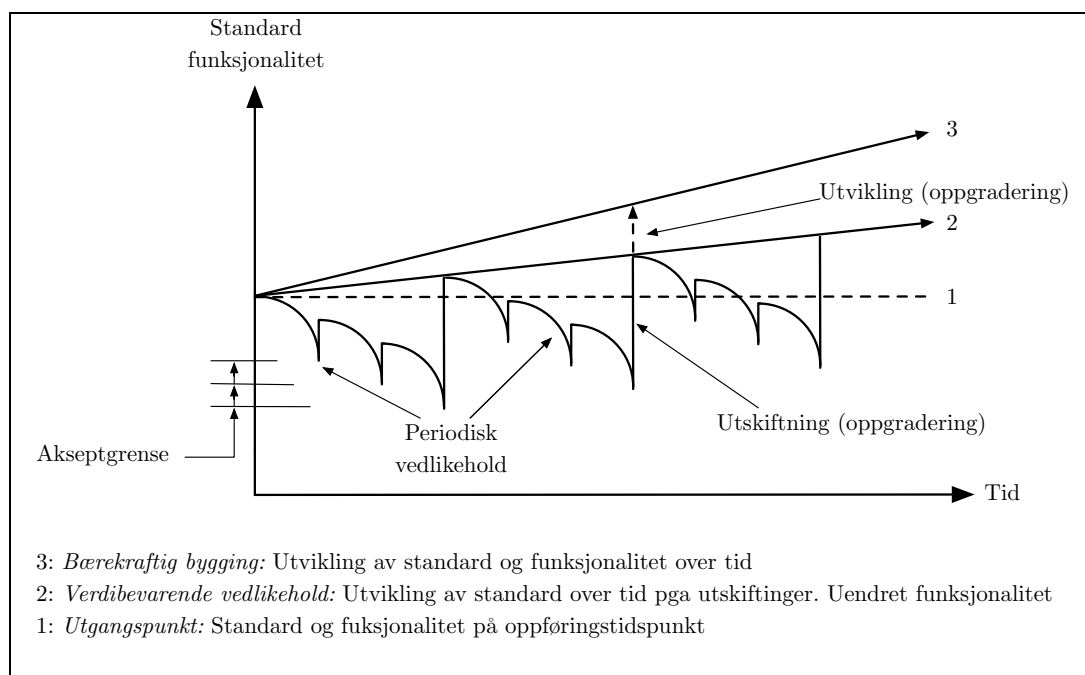 Standard
funksjonalitet
3
Utvikling (oppgradering)
2
1
Utskiftning (oppgradering)
Periodisk
vedlikehold
Akseptgrense
Tid
3: Bærekraftig bygging: Utvikling av standard og funksjonalitet over tid
2: Verdibevarende vedlikehold: Utvikling av standard over tid pga utskiftinger. Uendret funksjonalitet
1: Utgangspunkt: Standard og fuksjonalitet på oppføringstidspunkt